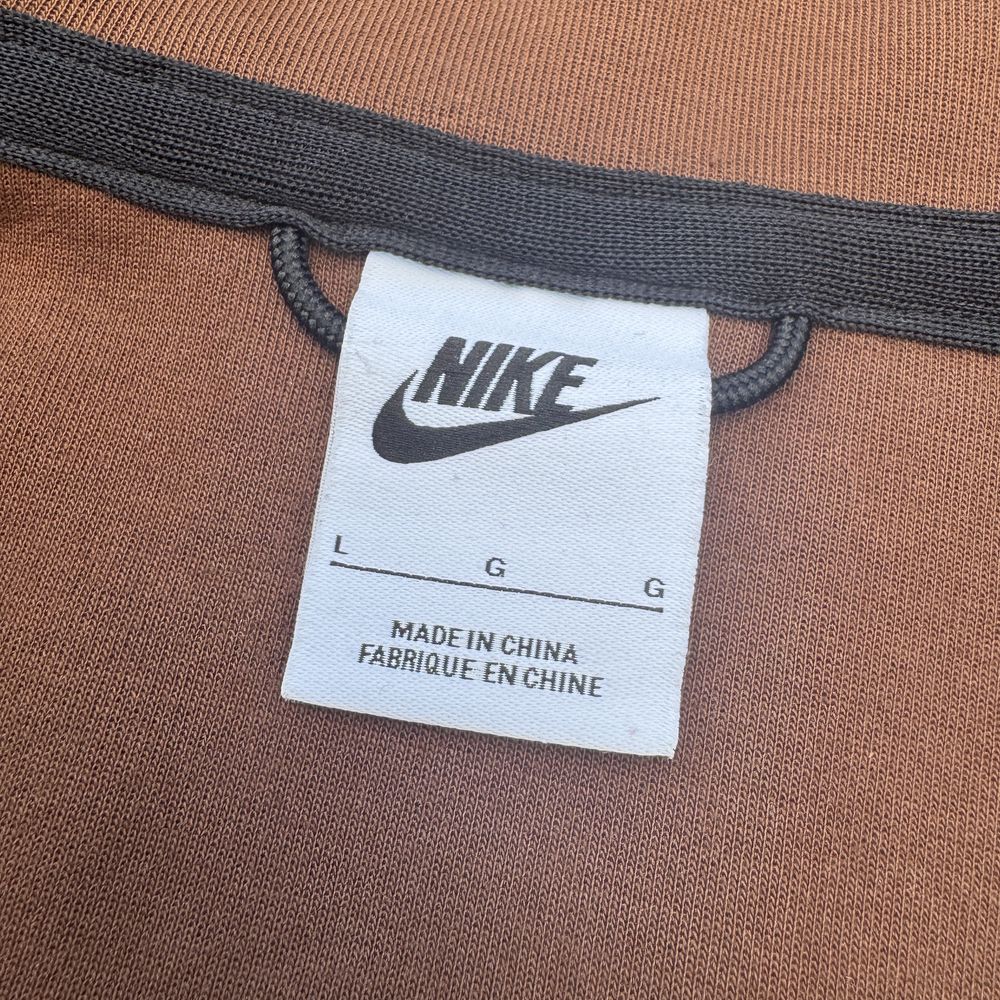 NIKE
L G G
MADE IN CHINA
FABRIQUE EN CHINE